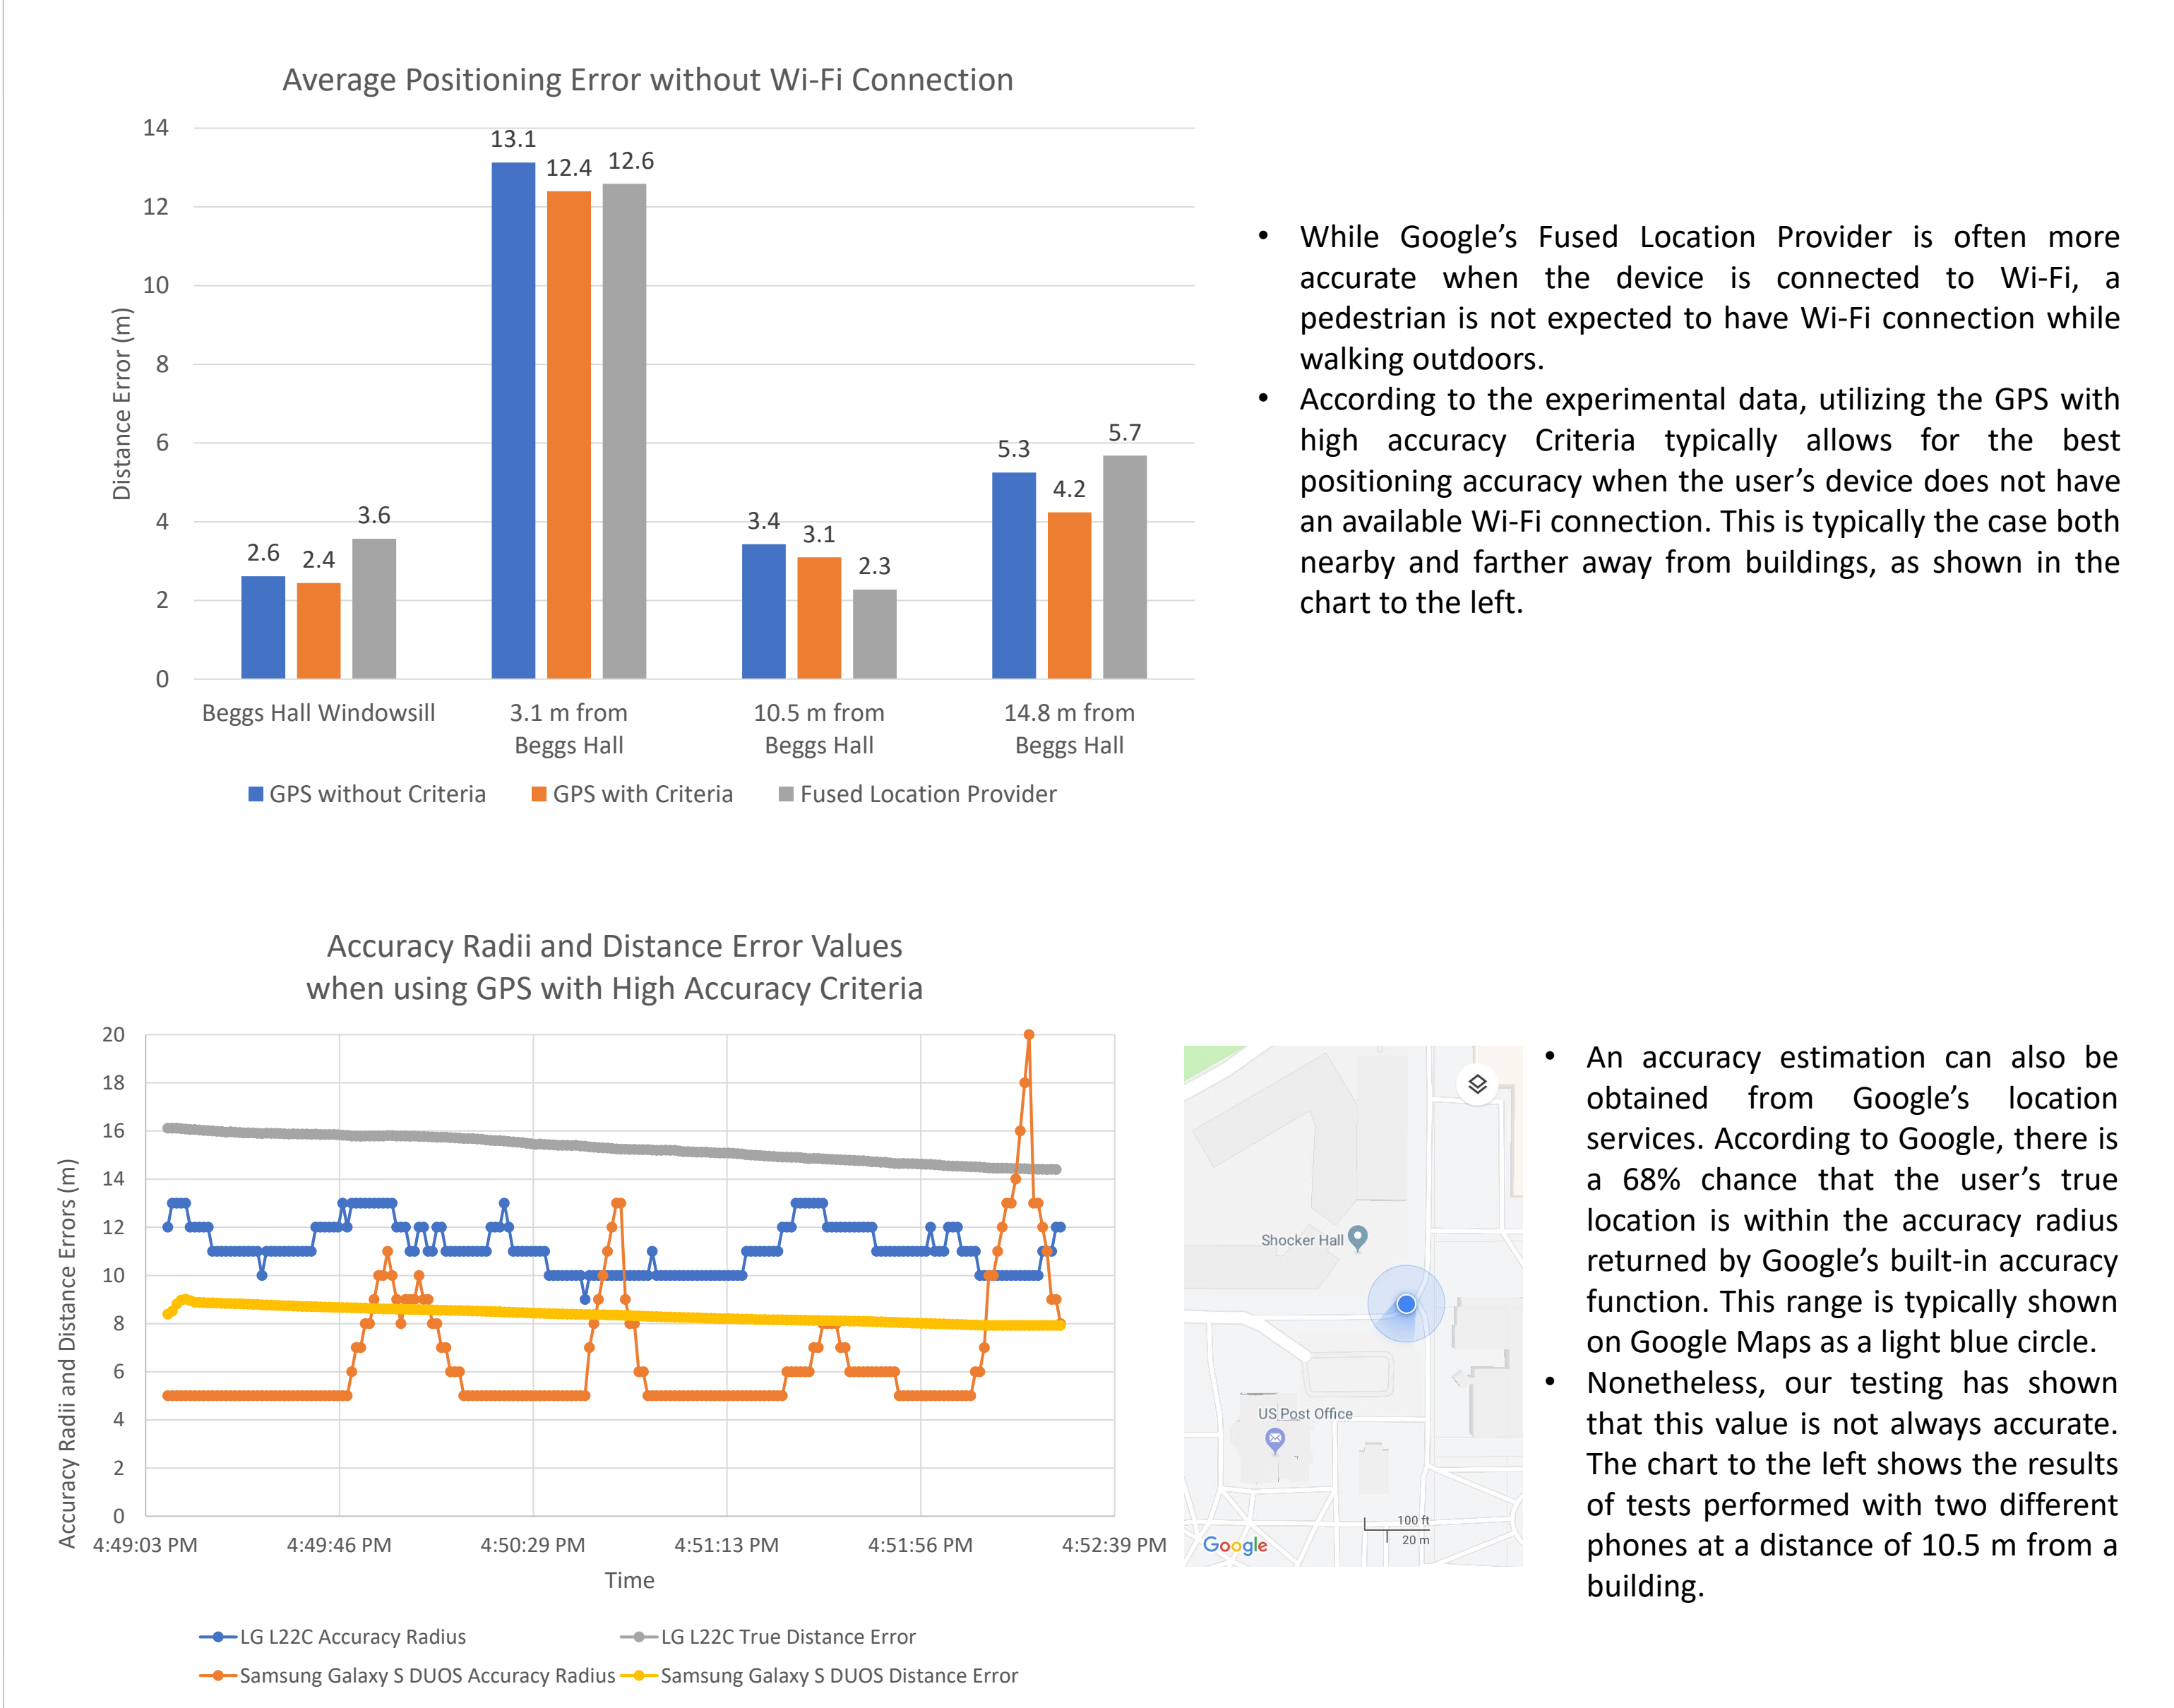 Average Positioning Error without Wi-Fi Connection
14
12
10
8
6
4
2
0
Distance Error (m)
13.1
12.4
12.6
2.6
2.4
3.6
3.4
3.1
2.3
5.3
4.2
5.7
Beggs Hall Windowsill
3.1 m from
Beggs Hall
10.5 m from
Beggs Hall
14.8 m from
Beggs Hall
GPS without Criteria
GPS with Criteria
Fused Location Provider
• While Google’s Fused Location Provider is often more
accurate when the device is connected to Wi-Fi, a
pedestrian is not expected to have Wi-Fi connection while
walking outdoors.
• According to the experimental data, utilizing the GPS with
high accuracy Criteria typically allows for the best
positioning accuracy when the user’s device does not have
an available Wi-Fi connection. This is typically the case both
nearby and farther away from buildings, as shown in the
chart to the left.
Accuracy Radii and Distance Error Values
when using GPS with High Accuracy Criteria
20
18
16
14
12
10
8
6
4
2
0
Accuracy Radii and Distance Errors (m)
4:49:03 PM
4:49:46 PM
4:50:29 PM
4:51:13 PM
4:51:56 PM
4:52:39 PM
Time
LG L22C Accuracy Radius
LG L22C True Distance Error
Samsung Galaxy S DUOS Accuracy Radius
Samsung Galaxy S DUOS Distance Error
Shocker Hall
US Post Office
100 ft
20 m
Google
• An accuracy estimation can also be
obtained from Google’s location
services. According to Google, there is
a 68% chance that the user’s true
location is within the accuracy radius
returned by Google’s built-in accuracy
function. This range is typically shown
on Google Maps as a light blue circle.
• Nonetheless, our testing has shown
that this value is not always accurate.
The chart to the left shows the results
of tests performed with two different
phones at a distance of 10.5 m from a
building.